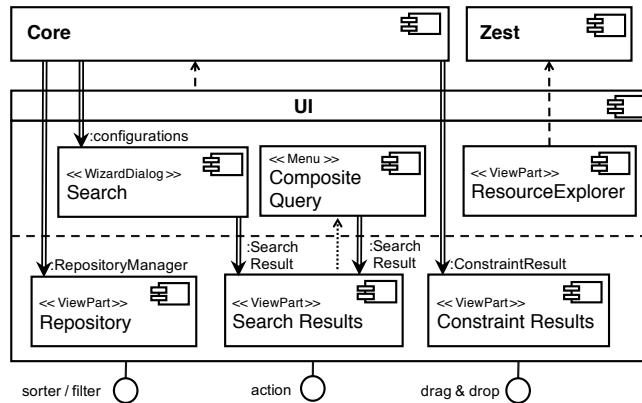 Core
Zest
UI
:configurations
<< WizardDialog >>
Search
<< Menu >>
Composite
Query
<< ViewPart>>
ResourceExplorer
:Search
Result
:Search
Result
:RepositoryManager
:ConstraintResult
<< ViewPart>>
Repository
<< ViewPart>>
Search Results
<< ViewPart>>
Constraint Results
sorter / filter
action
drag & drop